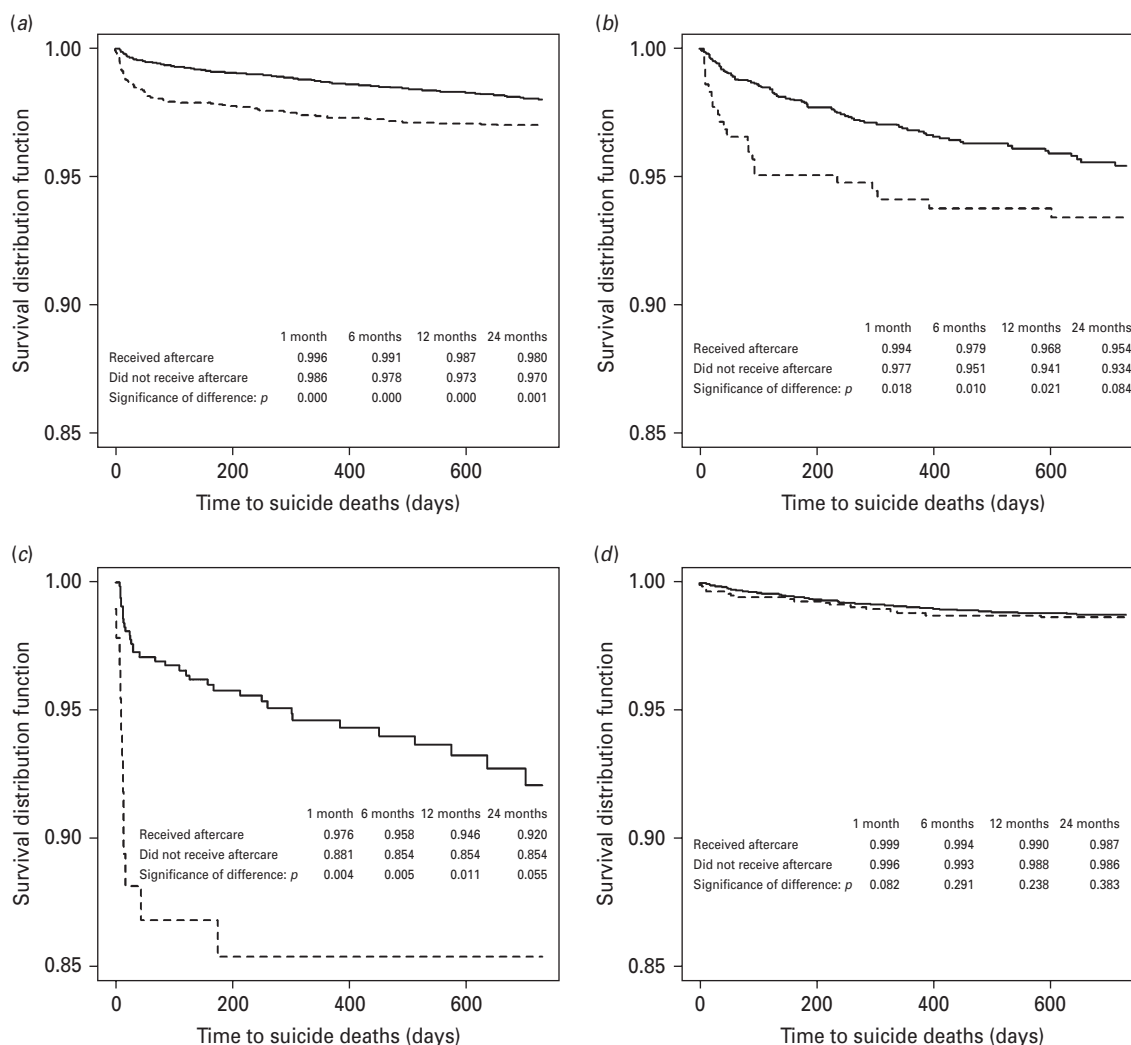 (a)
1.00
0.95
0.90
0.85
Survival distribution function
1 month 6 months 12 months 24 months
Received aftercare 0.996 0.991 0.987 0.980
Did not receive aftercare 0.986 0.978 0.973 0.970
Significance of difference: p 0.000 0.000 0.000 0.001
0 200 400 600
Time to suicide deaths (days)
(b)
1.00
0.95
0.90
0.85
Survival distribution function
1 month 6 months 12 months 24 months
Received aftercare 0.994 0.979 0.968 0.954
Did not receive aftercare 0.977 0.951 0.941 0.934
Significance of difference: p 0.018 0.010 0.021 0.084
0 200 400 600
Time to suicide deaths (days)
(c)
1.00
0.95
0.90
0.85
Survival distribution function
1 month 6 months 12 months 24 months
Received aftercare 0.976 0.958 0.946 0.920
Did not receive aftercare 0.881 0.854 0.854 0.854
Significance of difference: p 0.004 0.005 0.011 0.055
0 200 400 600
Time to suicide deaths (days)
(d)
1.00
0.95
0.90
0.85
Survival distribution function
1 month 6 months 12 months 24 months
Received aftercare 0.999 0.994 0.990 0.987
Did not receive aftercare 0.996 0.993 0.988 0.986
Significance of difference: p 0.082 0.291 0.238 0.383
0 200 400 600
Time to suicide deaths (days)